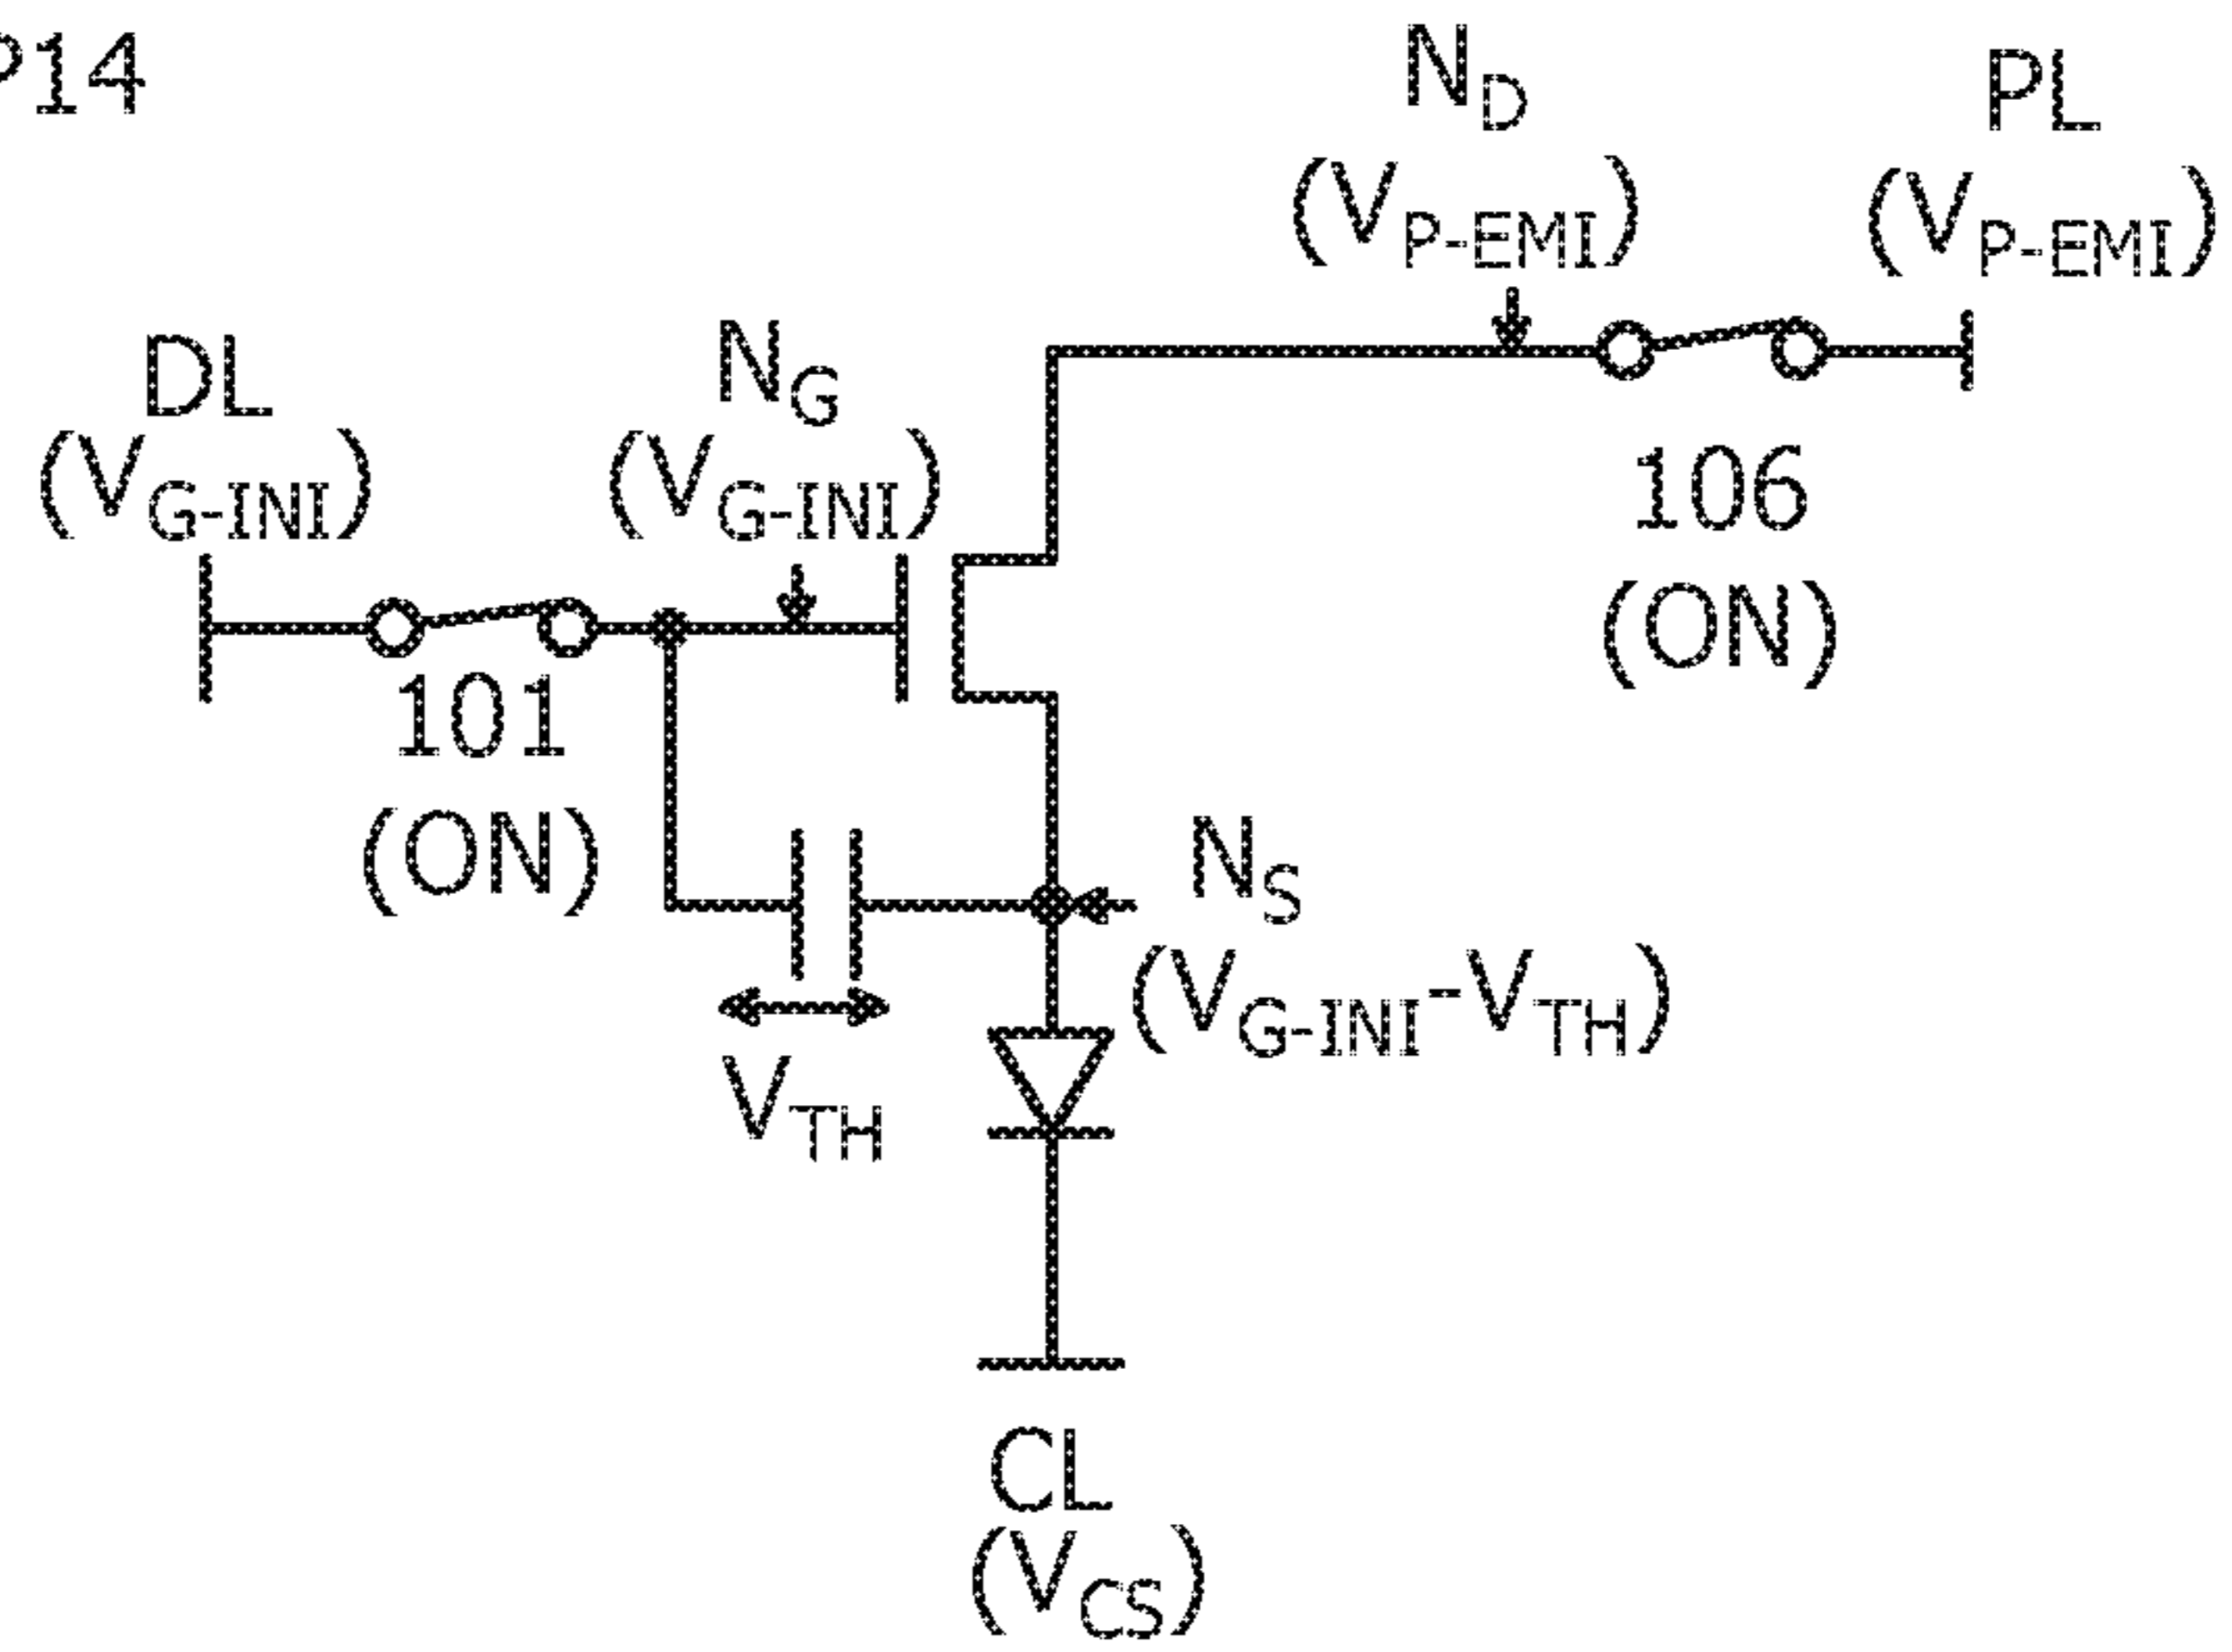 P14
N_D
(V_P-EMI)
PL
(V_P-EMI)
DL
(V_G-INI)
N_G
(V_G-INI)
101
(ON)
106
(ON)
N_S
(V_G-INI-V_TH)
V_TH
CL
(V_CS)